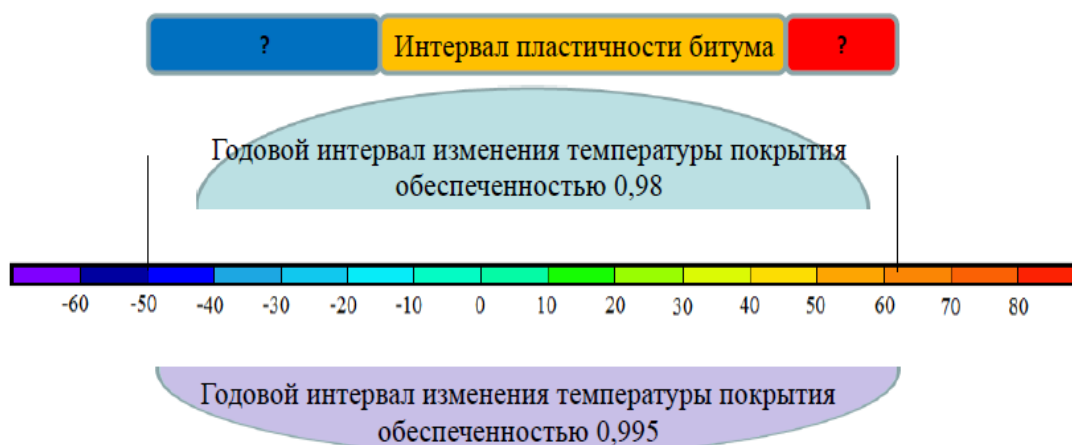 ? Интервал пластичности битума ?
Годовой интервал изменения температуры покрытия
обеспеченностью 0,98
-60 -50 -40 -30 -20 -10 0 10 20 30 40 50 60 70 80
Годовой интервал изменения температуры покрытия
обеспеченностью 0,995